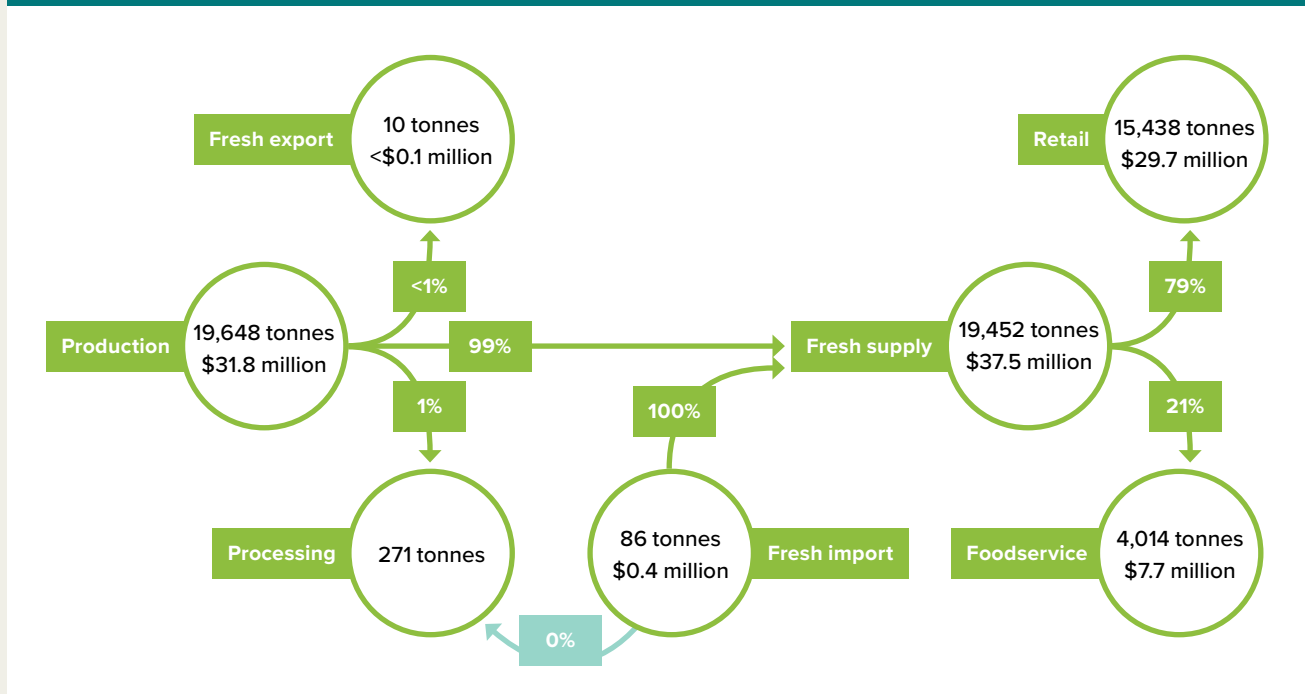 Fresh export
10 tonnes
<$0.1 million
Retail
15,438 tonnes
$29.7 million
<1%
79%
Production
19,648 tonnes
$31.8 million
99%
Fresh supply
19,452 tonnes
$37.5 million
1%
100%
21%
Processing
271 tonnes
86 tonnes
$0.4 million
Fresh import
Foodservice
4,014 tonnes
$7.7 million
0%